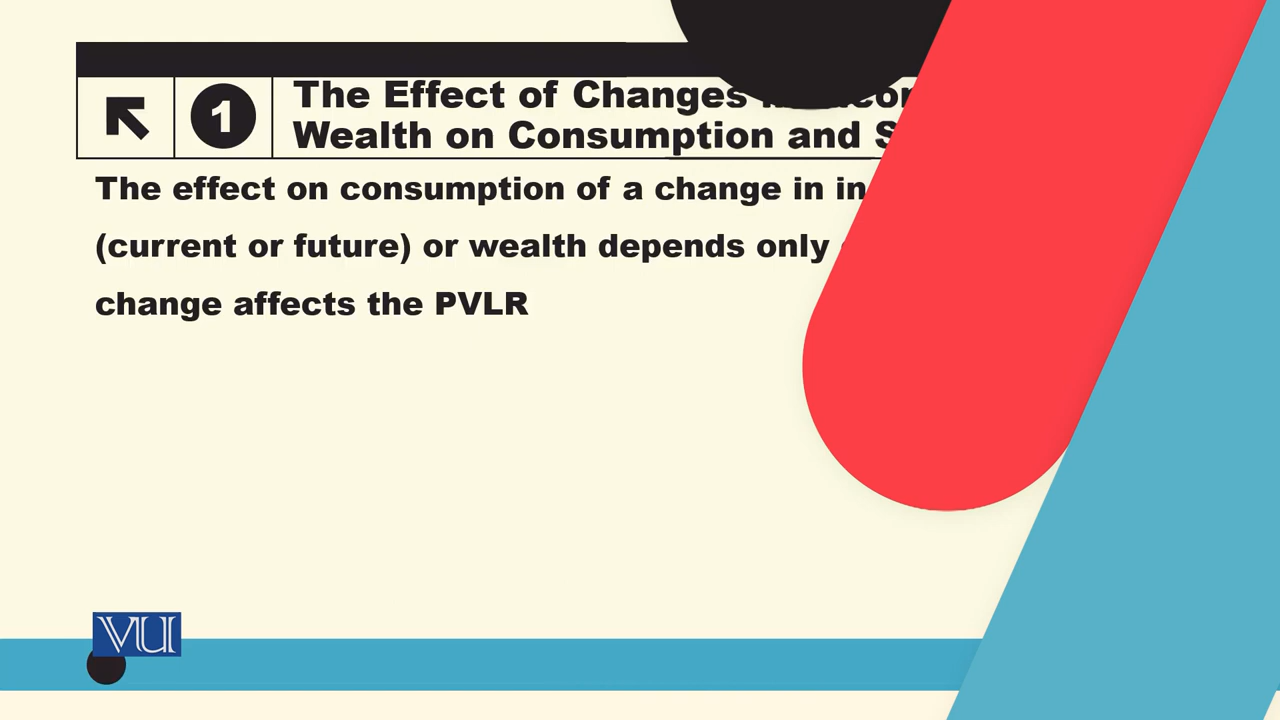 1
The Effect of Changes
Wealth on Consumption and
The effect on consumption of a change in
(current or future) or wealth depends only
change affects the PVLR
VU